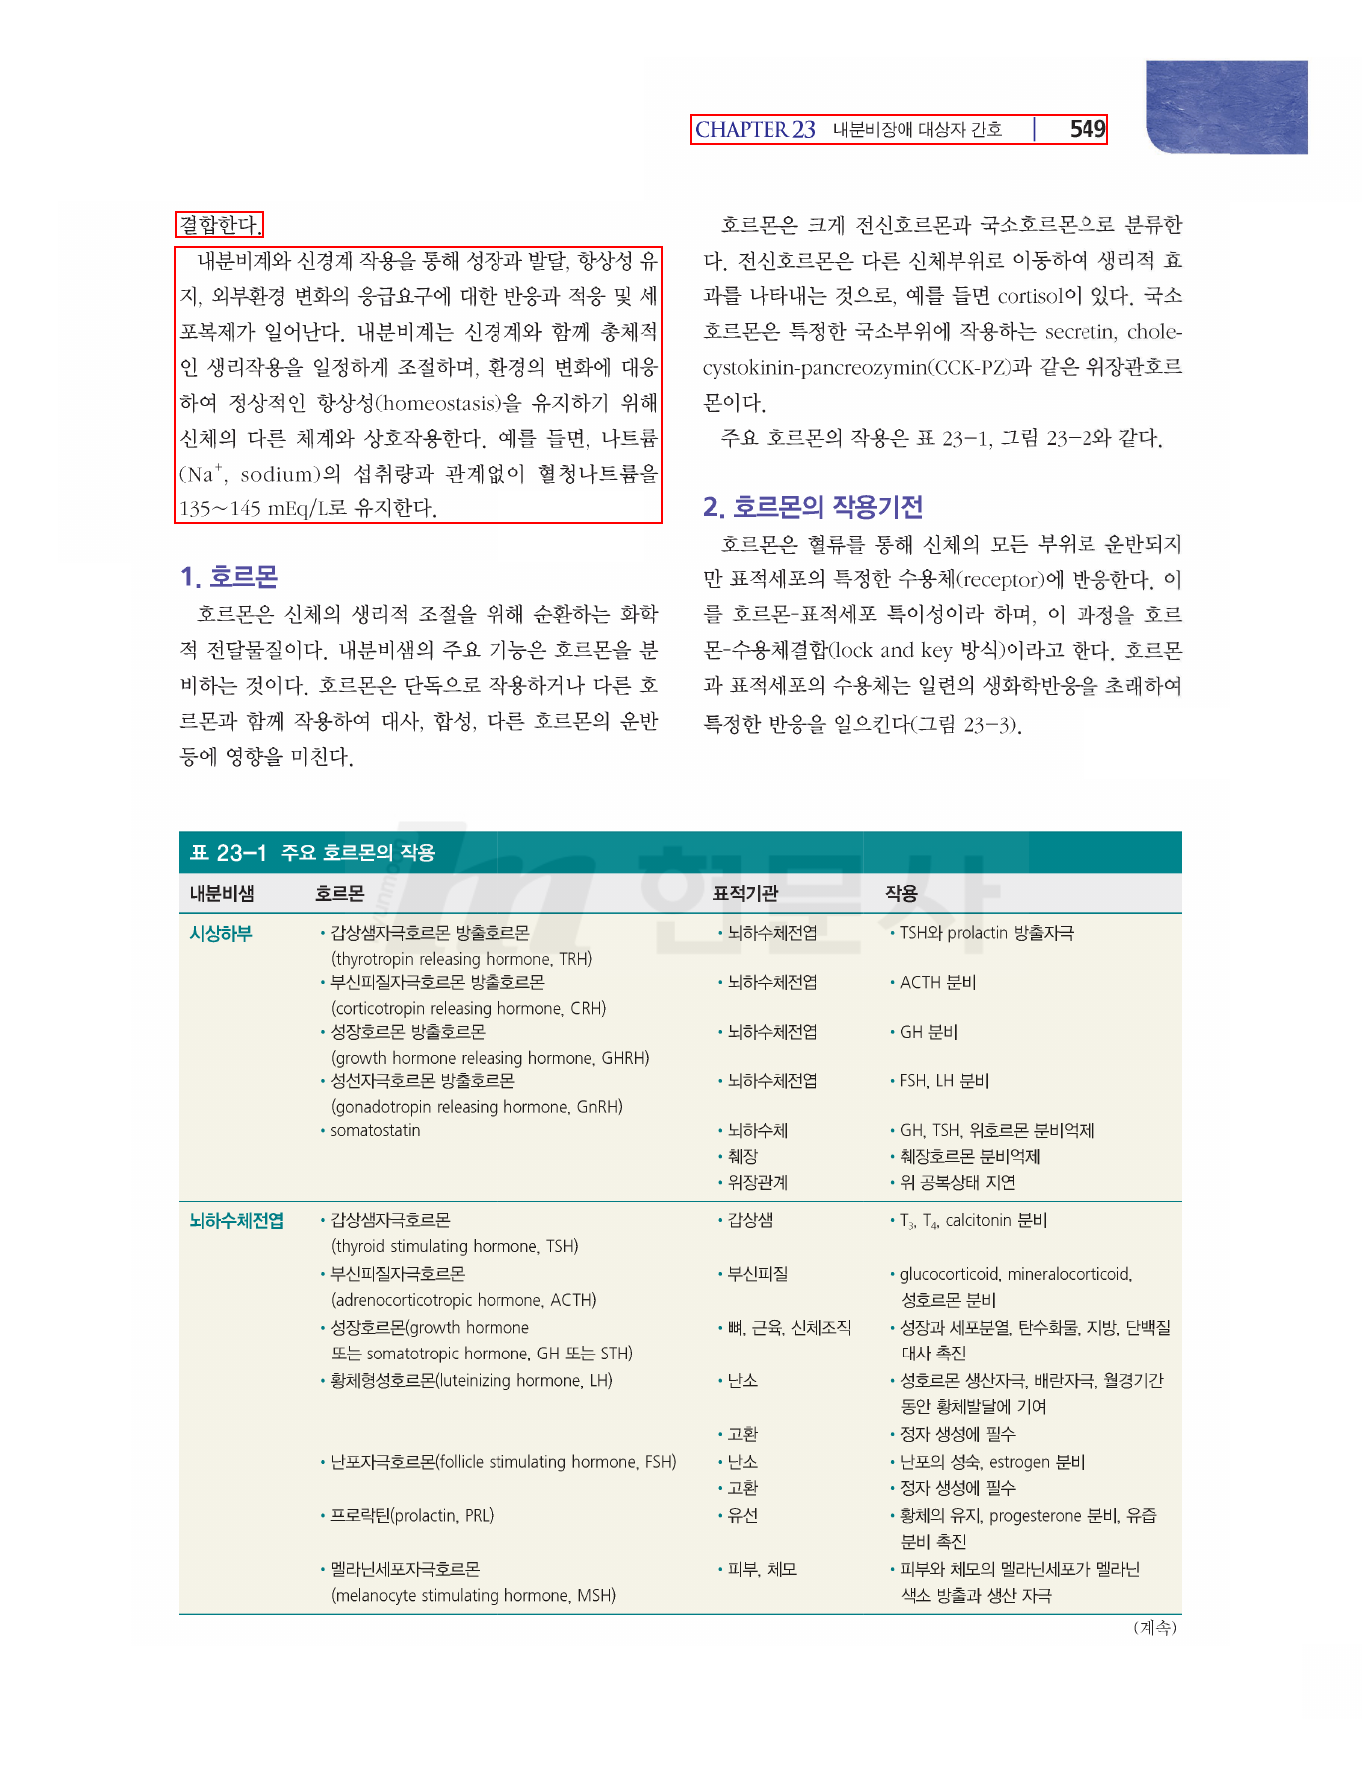 CHAPTER 23 내분비장애 대상자 간호 549
결합한다.
내분비계와 신경계 작용을 통해 성장과 발달, 항상성 유
지, 외부환경 변화의 응급요구에 대한 반응과 적응 및 세
포복제가 일어난다. 내분비계는 신경계와 함께 총체적
인 생리작용을 일정하게 조절하며, 환경의 변화에 대응
하여 정상적인 항상성(homeostasis)을 유지하기 위해
신체의 다른 체계와 상호작용한다. 예를 들면, 나트륨
(Na⁺, sodium)의 섭취량과 관계없이 혈청나트륨을
135~145 mEq/L로 유지한다.
1. 호르몬
호르몬은 신체의 생리적 조절을 위해 순환하는 화학
적 전달물질이다. 내분비샘의 주요 기능은 호르몬을 분
비하는 것이다. 호르몬은 단독으로 작용하거나 다른 호
르몬과 함께 작용하여 대사, 합성, 다른 호르몬의 운반
등에 영향을 미친다.
호르몬은 크게 전신호르몬과 국소호르몬으로 분류한
다. 전신호르몬은 다른 신체부위로 이동하여 생리적 효
과를 나타내는 것으로, 예를 들면 cortisol이 있다. 국소
호르몬은 특정한 국소부위에 작용하는 secretin, chole-
cystokinin-pancreozymin(CCK-PZ)과 같은 위장관호르
몬이다.
주요 호르몬의 작용은 표 23-1, 그림 23-2와 같다.
2. 호르몬의 작용기전
호르몬은 혈류를 통해 신체의 모든 부위로 운반되지
만 표적세포의 특정한 수용체(receptor)에 반응한다. 이
를 호르몬-표적세포 특이성이라 하며, 이 과정을 호르
몬-수용체결합(lock and key 방식)이라고 한다. 호르몬
과 표적세포의 수용체는 일련의 생화학반응을 초래하여
특정한 반응을 일으킨다(그림 23-3).
표 23-1 주요 호르몬의 작용
내분비샘 호르몬 표적기관 작용
시상하부 • 갑상샘자극호르몬 방출호르몬 • 뇌하수체전엽 • TSH와 prolactin 방출자극
(thyrotropin releasing hormone, TRH)
• 부신피질자극호르몬 방출호르몬 • 뇌하수체전엽 • ACTH 분비
(corticotropin releasing hormone, CRH)
• 성장호르몬 방출호르몬 • 뇌하수체전엽 • GH 분비
(growth hormone releasing hormone, GHRH)
• 성선자극호르몬 방출호르몬 • 뇌하수체전엽 • FSH, LH 분비
(gonadotropin releasing hormone, GnRH)
• somatostatin • 뇌하수체 • GH, TSH, 위호르몬 분비억제
• 췌장 • 췌장호르몬 분비억제
• 위장관계 • 위 공복상태 지연
뇌하수체전엽 • 갑상샘자극호르몬 • 갑상샘 • T₃, T₄, calcitonin 분비
(thyroid stimulating hormone, TSH)
• 부신피질자극호르몬 • 부신피질 • glucocorticoid, mineralocorticoid,
(adrenocorticotropic hormone, ACTH) 성호르몬 분비
• 성장호르몬(growth hormone • 뼈, 근육, 신체조직 • 성장과 세포분열, 탄수화물, 지방, 단백질
또는 somatotropic hormone, GH 또는 STH) 대사 촉진
• 황체형성호르몬(luteinizing hormone, LH) • 난소 • 성호르몬 생산자극, 배란자극, 월경기간
동안 황체발달에 기여
• 고환 • 정자 생성에 필수
• 난포자극호르몬(follicle stimulating hormone, FSH) • 난소 • 난포의 성숙, estrogen 분비
• 고환 • 정자 생성에 필수
• 프로락틴(prolactin, PRL) • 유선 • 황체의 유지, progesterone 분비, 유즙
분비 촉진
• 멜라닌세포자극호르몬 • 피부, 체모 • 피부와 체모의 멜라닌세포가 멜라닌
(melanocyte stimulating hormone, MSH) 색소 방출과 생산 자극
(계속)